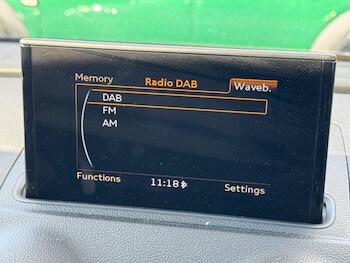 Memory Radio DAB Waveb.
DAB
FM
AM
Functions 11:18 Settings